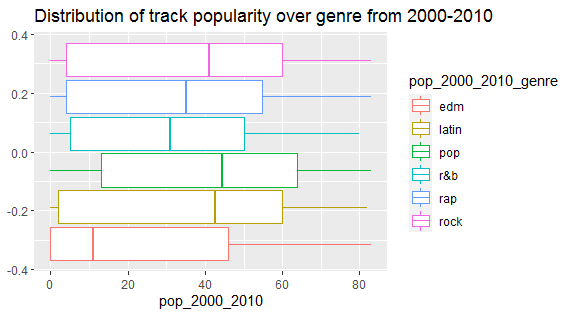 Distribution of track popularity over genre from 2000-2010
0.4
0.2
0.0
-0.2
-0.4
0
20
40
60
80
pop_2000_2010
pop_2000_2010_genre
edm
latin
pop
r&b
rap
rock